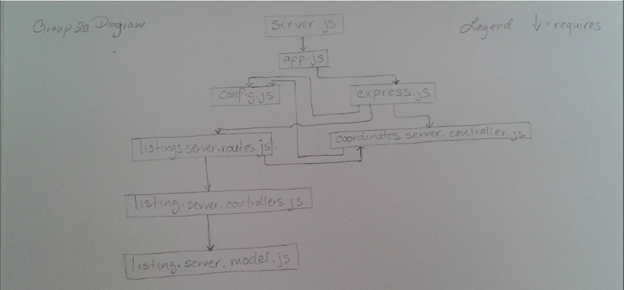 Group 20 Diagram
server.js
Legend ↓ = requires
app.js
config.js
express.js
listings.server.routes.js
coordinates.server.controller.js
listing.server.controllers.js
listing.server.model.js